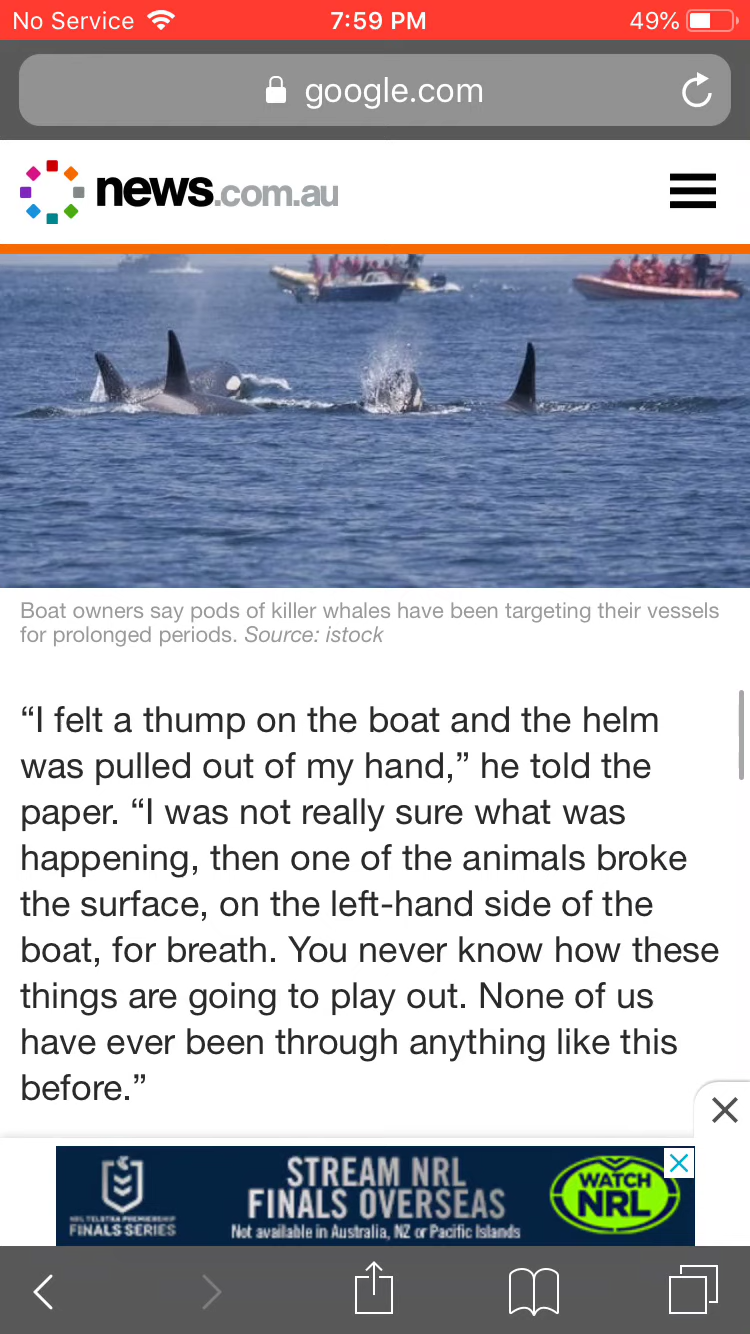 No Service 7:59 PM 49%
google.com
news.com.au
Boat owners say pods of killer whales have been targeting their vessels
for prolonged periods. Source: istock
“I felt a thump on the boat and the helm
was pulled out of my hand,” he told the
paper. “I was not really sure what was
happening, then one of the animals broke
the surface, on the left-hand side of the
boat, for breath. You never know how these
things are going to play out. None of us
have ever been through anything like this
before.”
NRL TELSTRA PREMIERSHIP
FINALS SERIES
STREAM NRL
FINALS OVERSEAS
Not available in Australia, NZ or Pacific Islands
WATCH
NRL